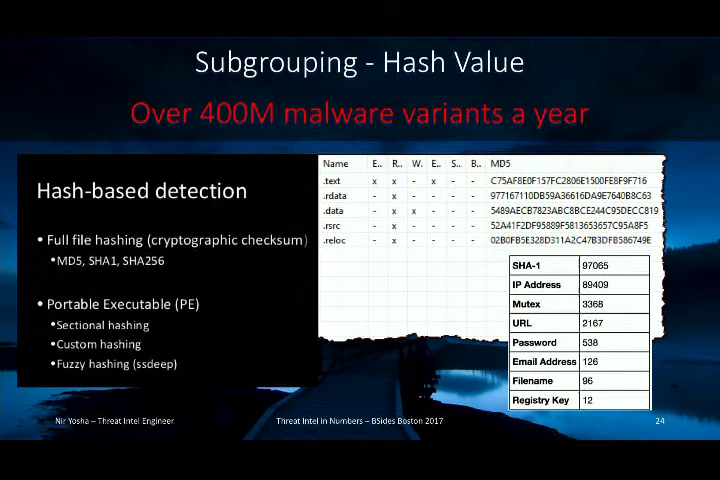 Subgrouping - Hash Value
Over 400M malware variants a year
Hash-based detection
• Full file hashing (cryptographic checksum)
•MD5, SHA1, SHA256
• Portable Executable (PE)
•Sectional hashing
•Custom hashing
•Fuzzy hashing (ssdeep)
Name E.. R.. W. E.. S.. B.. MD5
.text x x - x - - C75AF8E0F157FC2806E1500FE8F9F716
.rdata - x - - - - 977167110DB59A36616DA9E7640B8C63
.data - x x - - - 5489AECB7823ABC8BCE244C95DECC819
.rsrc - x - - - - 52A41F2DF95589F5813653657C95A8F5
.reloc - x - - - - 02B0FB5E328D311A2C47B3DFB586749E
SHA-1 97065
IP Address 89409
Mutex 3368
URL 2167
Password 538
Email Address 126
Filename 96
Registry Key 12
Nir Yosha – Threat Intel Engineer
Threat Intel in Numbers – BSides Boston 2017
24